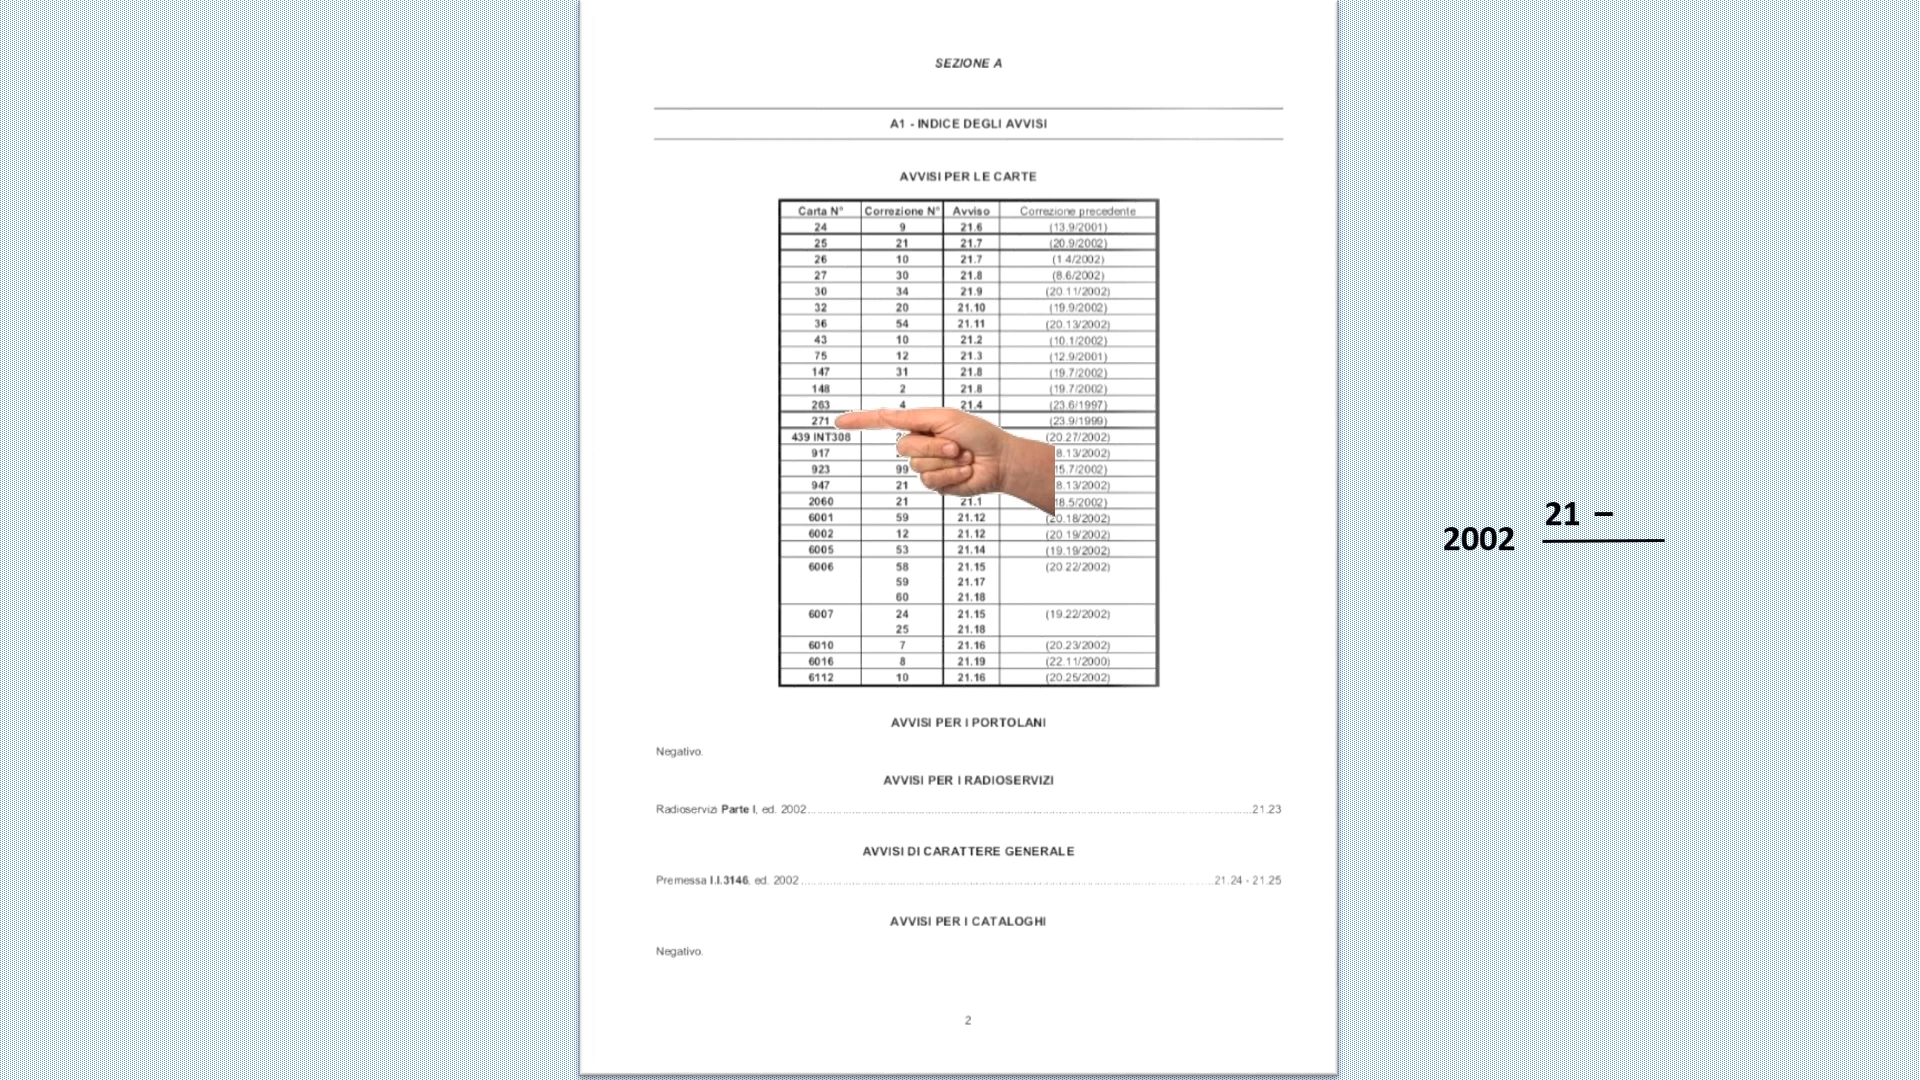 SEZIONE A
A1 - INDICE DEGLI AVVISI
AVVISI PER LE CARTE
Carta N° Correzione N° Avviso Correzione precedente
24 9 21.6 (13.9/2001)
25 21 21.7 (20.9/2002)
26 10 21.7 (1.4/2002)
27 30 21.8 (8.6/2002)
30 34 21.9 (20.11/2002)
32 20 21.10 (19.9/2002)
36 54 21.11 (20.13/2002)
43 10 21.2 (10.1/2002)
75 12 21.3 (12.9/2001)
147 31 21.8 (19.7/2002)
148 2 21.8 (19.7/2002)
263 4 21.4 (23.6/1997)
271 (23.9/1999)
439 INT308 (20.27/2002)
917 8.13/2002)
923 99 15.7/2002)
947 21 8.13/2002)
2060 21 21.1 18.5/2002)
6001 59 21.12 (20.18/2002)
6002 12 21.12 (20.19/2002)
6005 53 21.14 (19.19/2002)
6006 58 21.15 (20.22/2002)
59 21.17
60 21.18
6007 24 21.15 (19.22/2002)
25 21.18
6010 7 21.16 (20.23/2002)
6016 8 21.19 (22.11/2000)
6112 10 21.16 (20.25/2002)
AVVISI PER I PORTOLANI
Negativo.
AVVISI PER I RADIOSERVIZI
Radioservizi Parte I, ed. 2002 21.23
AVVISI DI CARATTERE GENERALE
Premessa I.I.3146, ed. 2002 21.24 - 21.25
AVVISI PER I CATALOGHI
Negativo.
2
21 –
2002